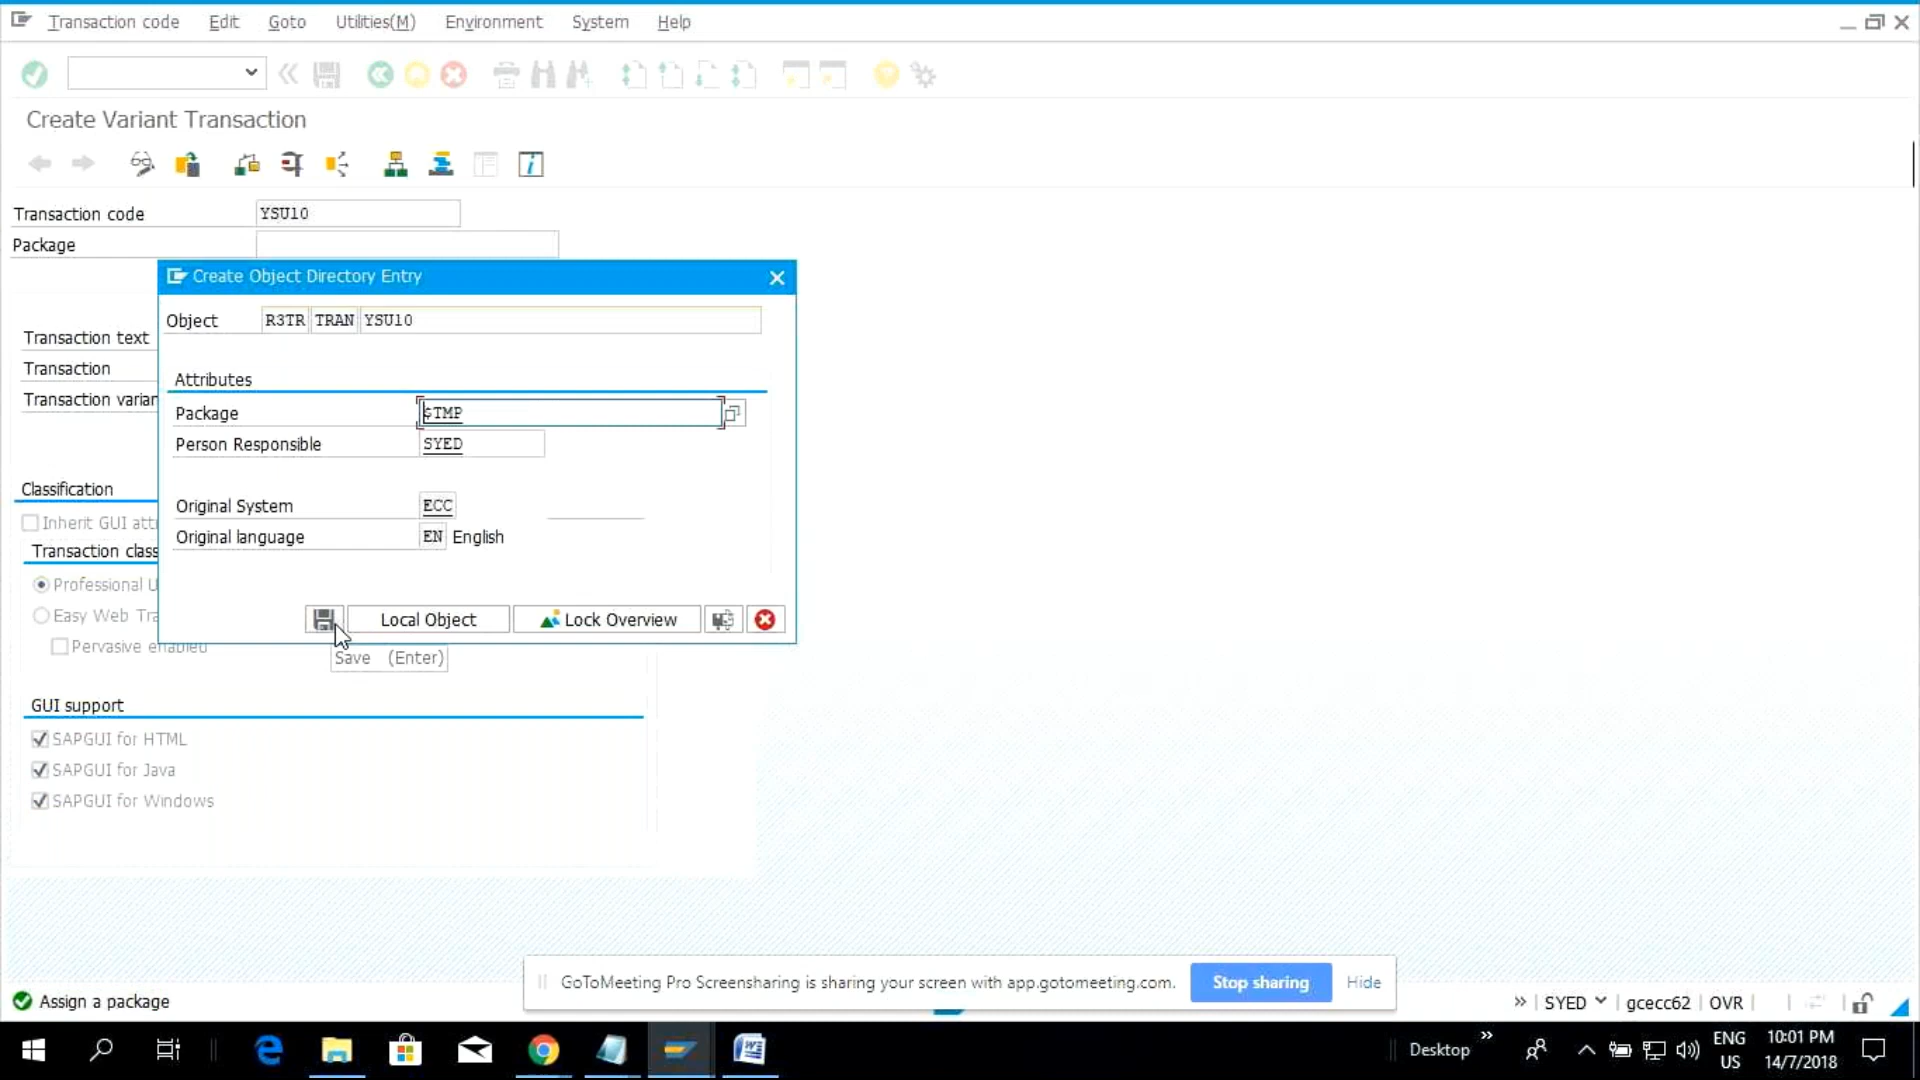 Transaction code Edit Goto Utilities(M) Environment System Help
Create Variant Transaction
Transaction code YSU10
Package
Create Object Directory Entry
Object R3TR TRAN YSU10
Transaction text
Transaction
Transaction varian
Attributes
Package $TMP
Person Responsible SYED
Original System ECC
Original language EN English
Classification
Inherit GUI att
Transaction class
Professional U
Easy Web Tra
Pervasive enabled
Local Object Lock Overview
Save (Enter)
GUI support
SAPGUI for HTML
SAPGUI for Java
SAPGUI for Windows
GoToMeeting Pro Screensharing is sharing your screen with app.gotomeeting.com. Stop sharing Hide
Assign a package
SYED gcecc62 OVR
Desktop
ENG
US
10:01 PM
14/7/2018